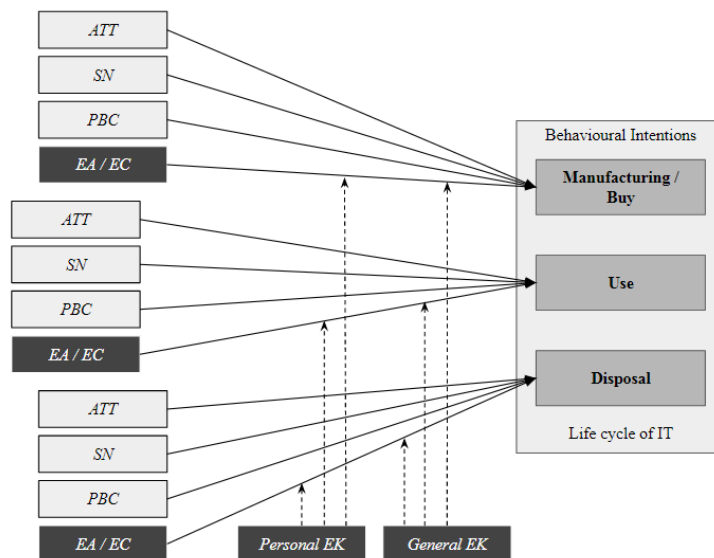 ATT
SN
PBC
EA / EC
ATT
SN
PBC
EA / EC
ATT
SN
PBC
EA / EC
Personal EK
General EK
Behavioural Intentions
Manufacturing /
Buy
Use
Disposal
Life cycle of IT